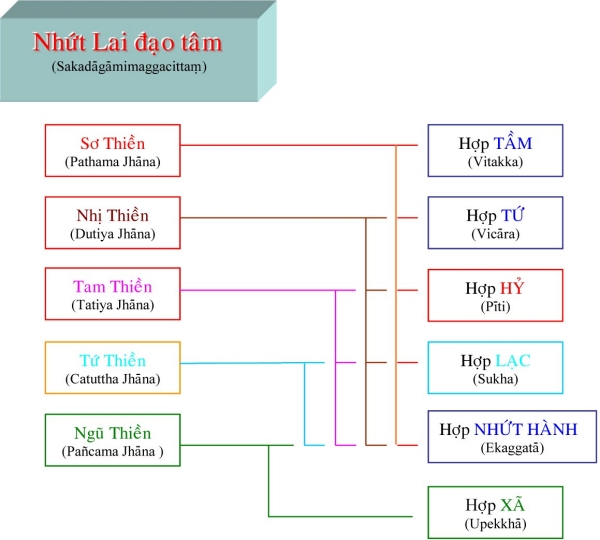 Nhứt Lai đạo tâm
(Sakadāgāmimaggacittaṃ)
Sơ Thiền
(Pathama Jhāna)
Hợp TẦM
(Vitakka)
Nhị Thiền
(Dutiya Jhāna)
Hợp TỨ
(Vicāra)
Tam Thiền
(Tatiya Jhāna)
Hợp HỶ
(Pīti)
Tứ Thiền
(Catuttha Jhāna)
Hợp LẠC
(Sukha)
Ngũ Thiền
(Pañcama Jhāna )
Hợp NHỨT HÀNH
(Ekaggatā)
Hợp XÃ
(Upekkhā)